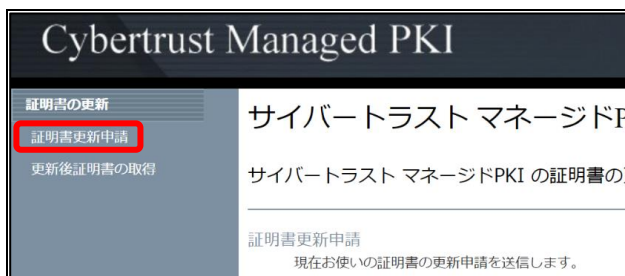 Cybertrust Managed PKI
証明書の更新
証明書更新申請
更新後証明書の取得
サイバートラスト マネージドP
サイバートラスト マネージドPKI の証明書の
証明書更新申請
現在お使いの証明書の更新申請を送信します。